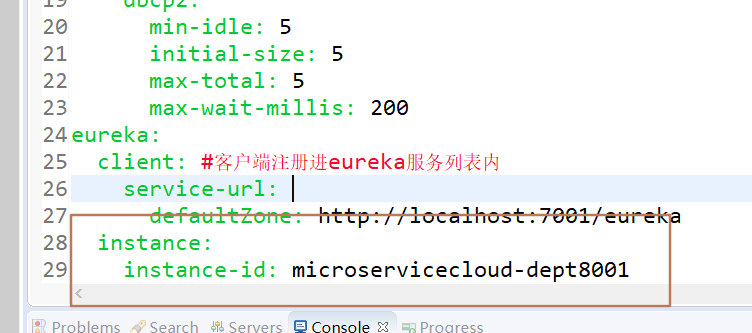 19 dbcp2:
20 min-idle: 5
21 initial-size: 5
22 max-total: 5
23 max-wait-millis: 200
24 eureka:
25 client: #客户端注册进eureka服务列表内
26 service-url:
27 defaultZone: http://localhost:7001/eureka
28 instance:
29 instance-id: microservicecloud-dept8001
Problems Search Servers Console Progress